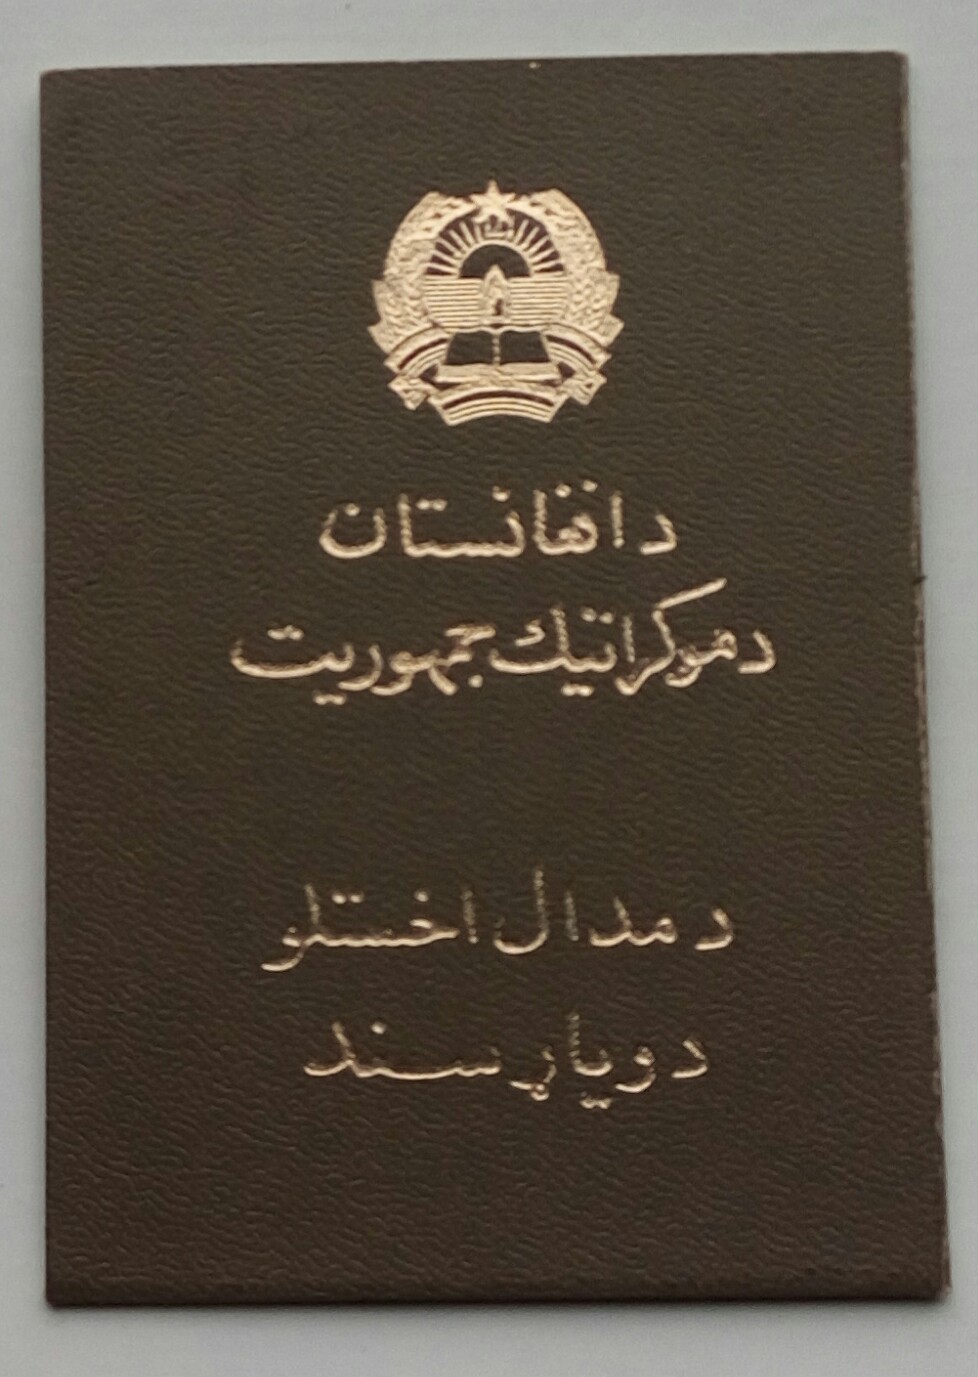 د افغانستان
دموکراتیک جمهوریت
د مدال اخستلو
د ویاړ سند